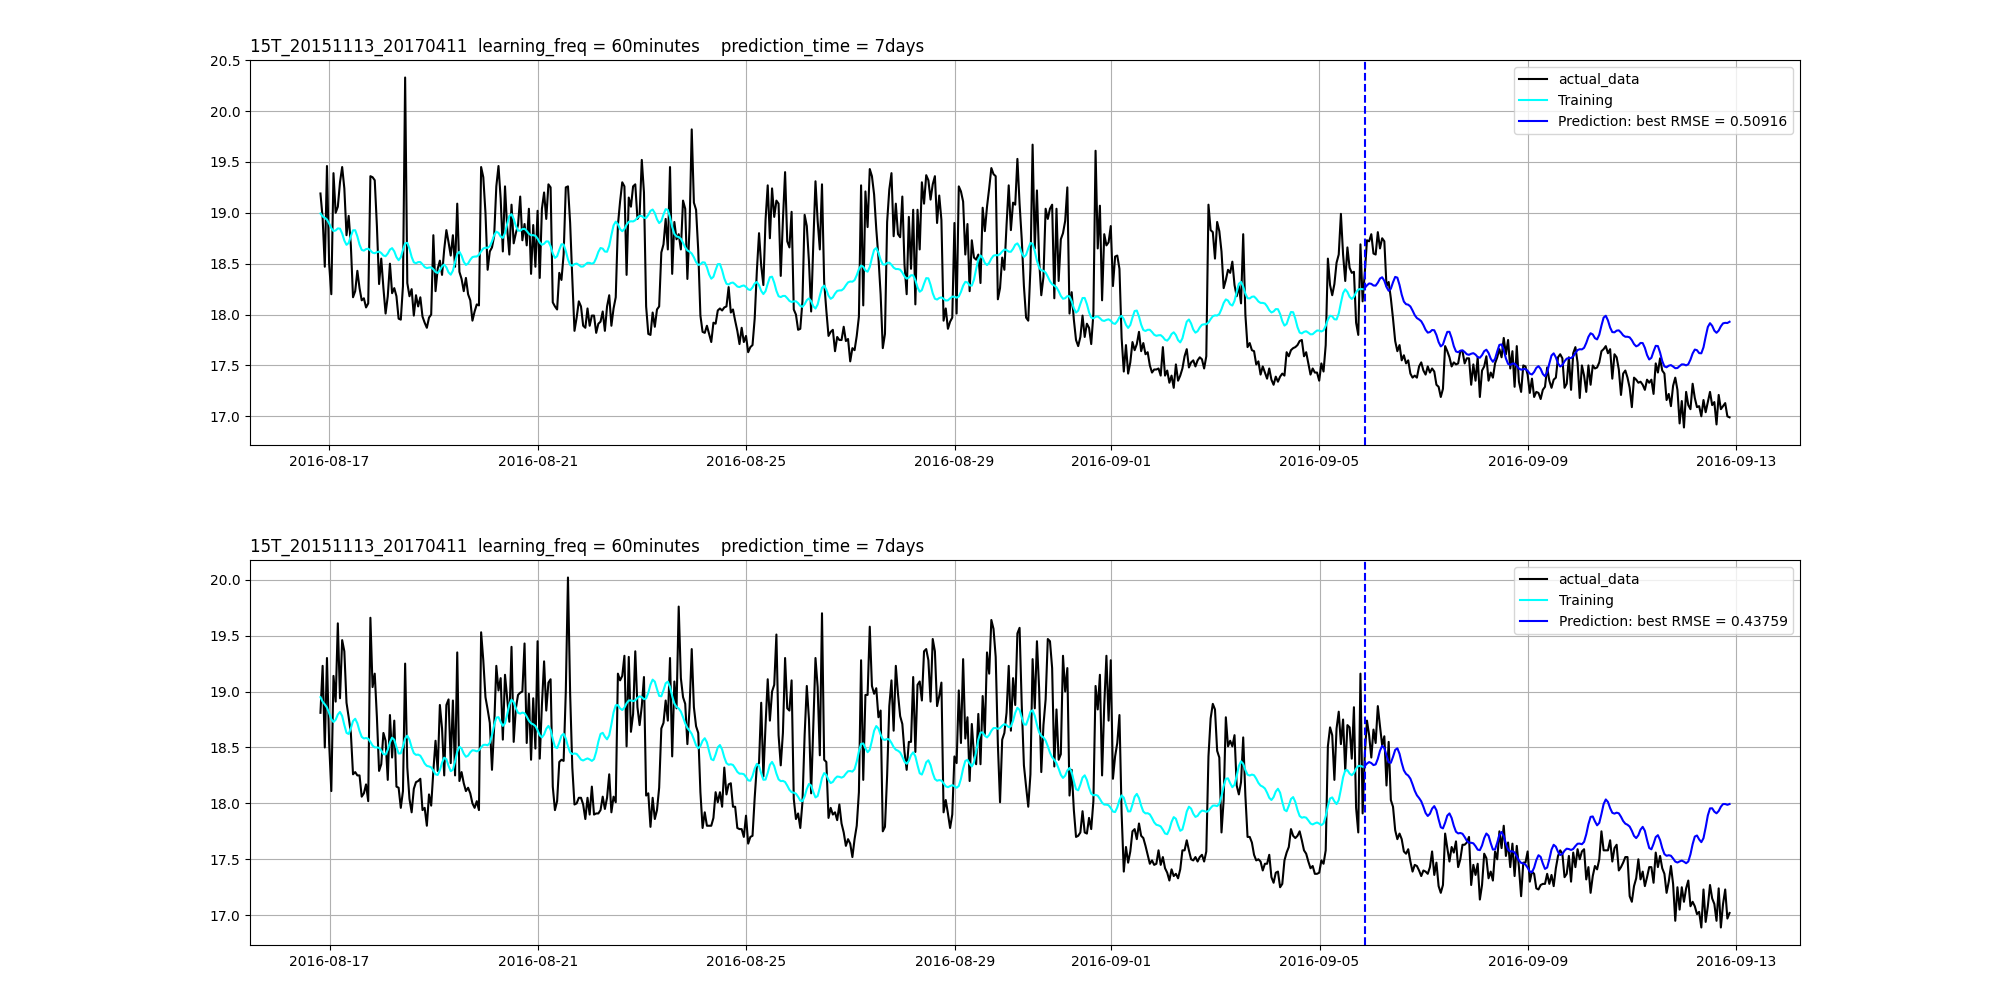 15T_20151113_20170411  learning_freq = 60minutes    prediction_time = 7days
20.5
20.0
19.5
19.0
18.5
18.0
17.5
17.0
actual_data
Training
Prediction: best RMSE = 0.50916
2016-08-17 2016-08-21 2016-08-25 2016-08-29 2016-09-01 2016-09-05 2016-09-09 2016-09-13
15T_20151113_20170411  learning_freq = 60minutes    prediction_time = 7days
20.0
19.5
19.0
18.5
18.0
17.5
17.0
actual_data
Training
Prediction: best RMSE = 0.43759
2016-08-17 2016-08-21 2016-08-25 2016-08-29 2016-09-01 2016-09-05 2016-09-09 2016-09-13